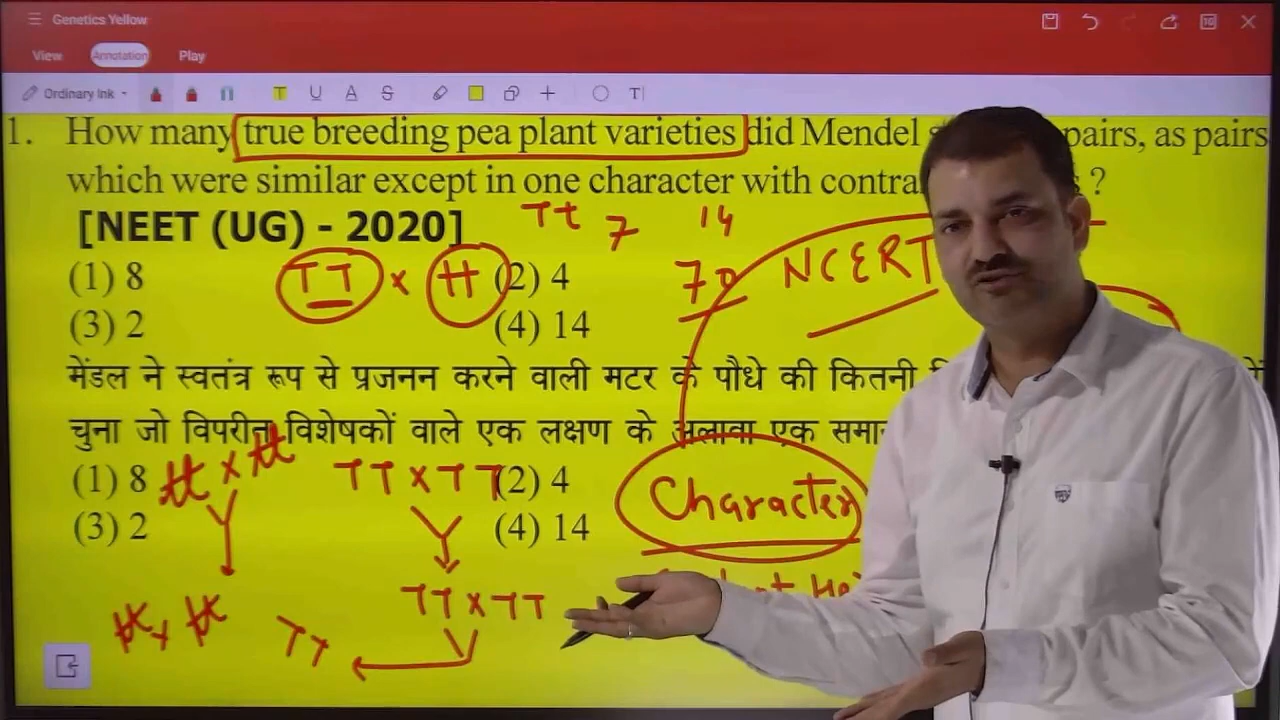 Genetics Yellow
View Annotation Play
Ordinary Ink T U A S T
1. How many true breeding pea plant varieties did Mendel pairs, as pairs
which were similar except in one character with ?
[NEET (UG) - 2020] Tt 7 14
(1) 8 TT x tt (2) 4 70 NCERT
(3) 2 (4) 14
मेंडल ने स्वतंत्र रूप से प्रजनन करने वाली मटर के पौधे की कितनी
चुना जो विपरीत विशेषकों वाले एक लक्षण के अलावा एक
(1) 8 tt x tt TT x TT (2) 4 Character
(3) 2 (4) 14
TT x TT
tt x tt TT